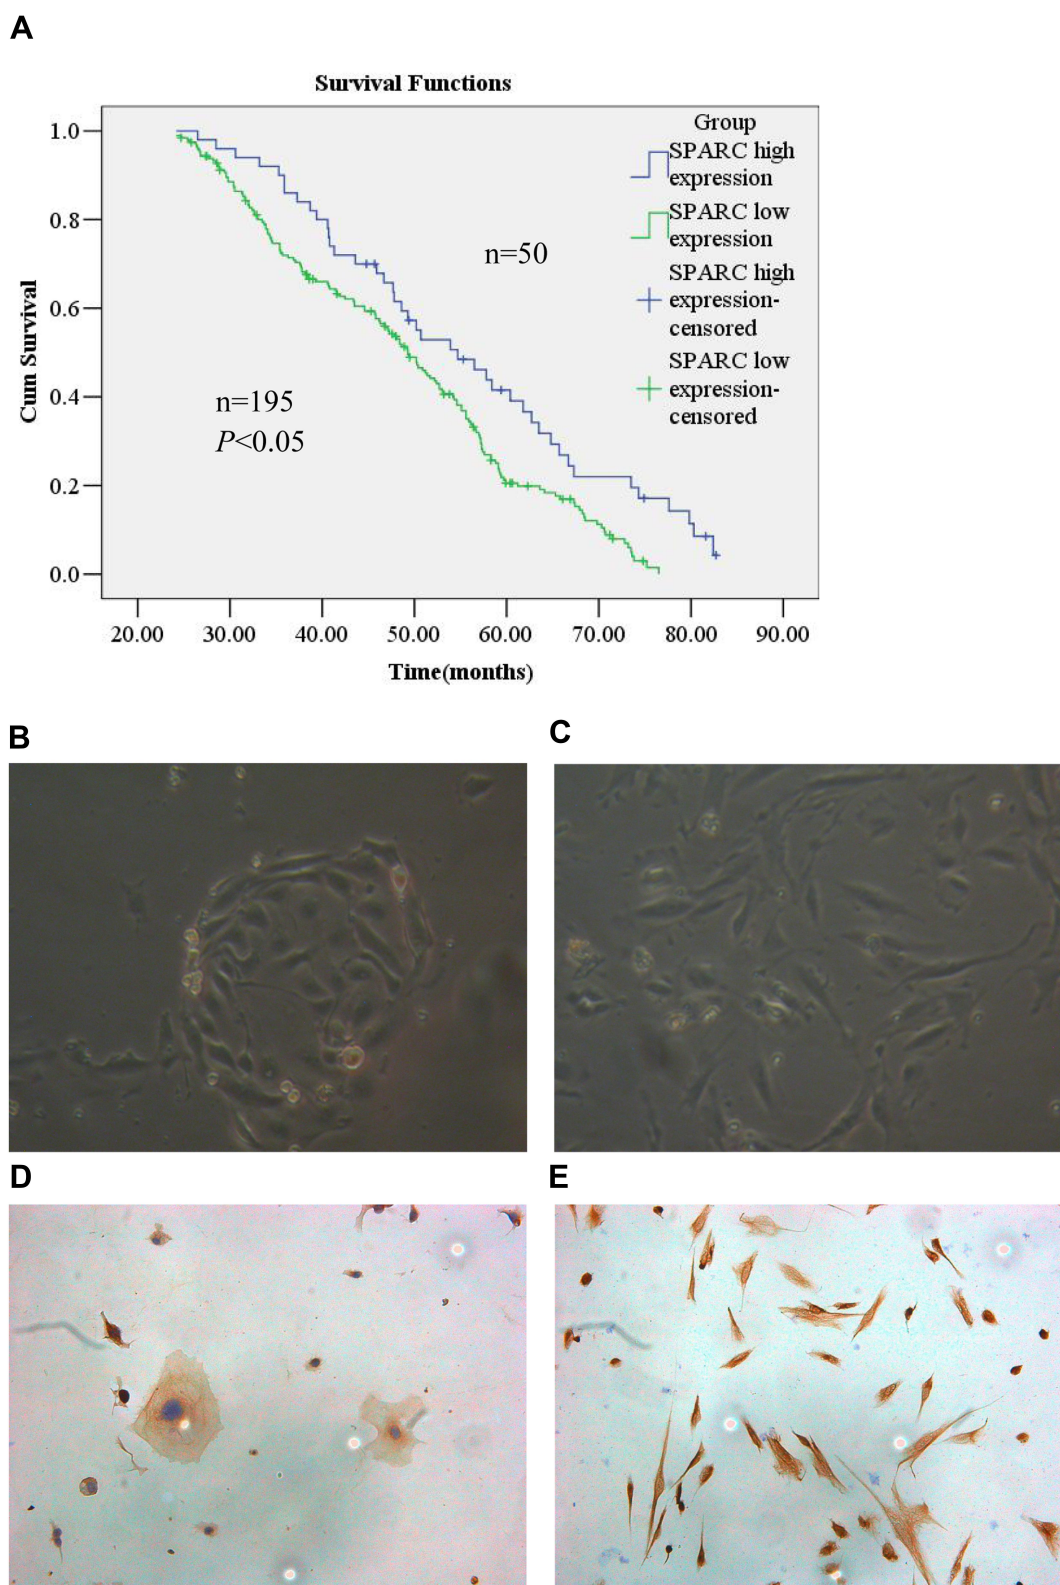 A
Survival Functions
Cum Survival
1.0
0.8
0.6
0.4
0.2
0.0
Group
SPARC high
expression
SPARC low
expression
SPARC high
expression-
censored
SPARC low
expression-
censored
n=50
n=195
P<0.05
20.00 30.00 40.00 50.00 60.00 70.00 80.00 90.00
Time(months)
B
C
D
E